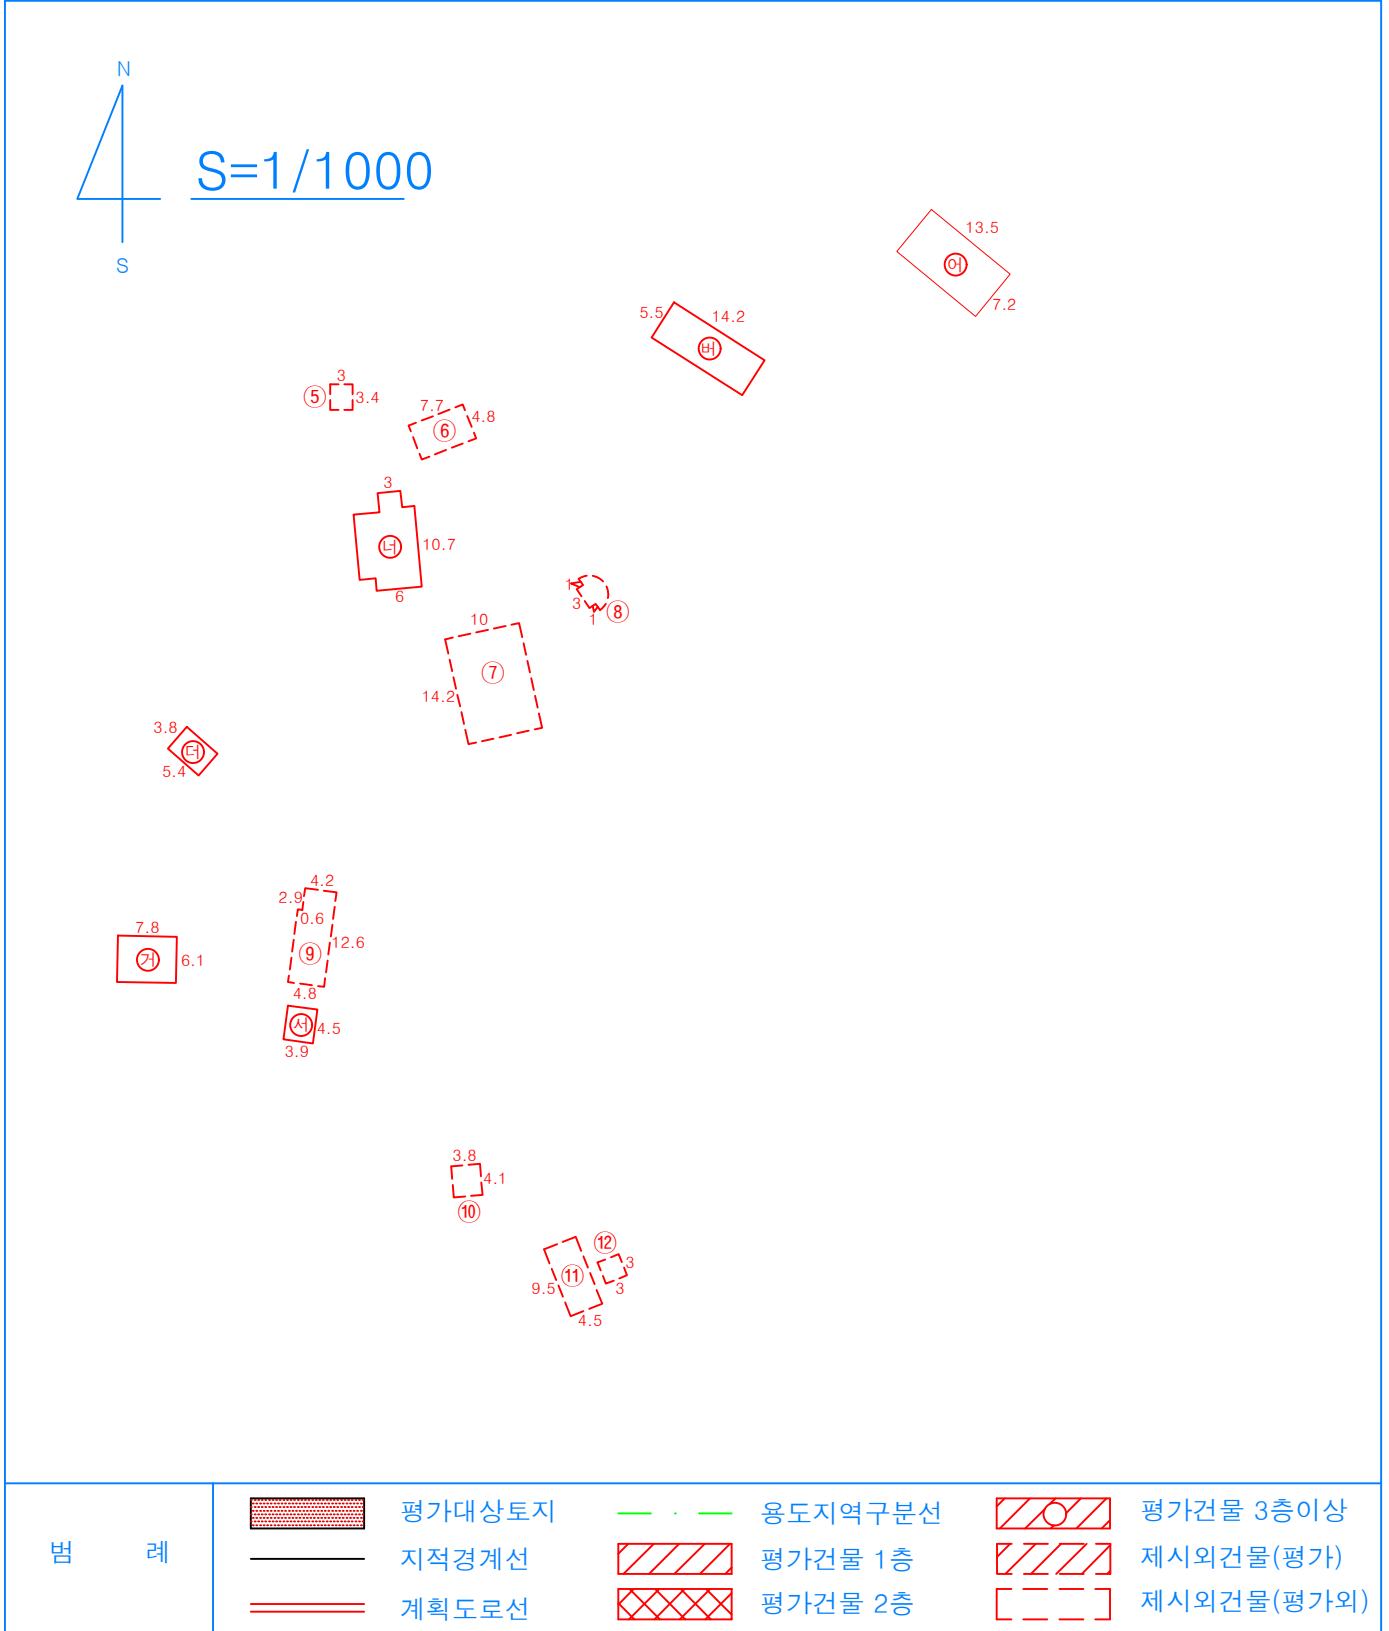 N
S=1/1000
S
13.5
어
7.2
5.5
14.2
버
3
⑤
3.4
7.7
4.8
⑥
3
너
10.7
6
1
3
1
⑧
10
⑦
14.2
3.8
더
5.4
4.2
2.9
0.6
12.6
⑨
4.8
7.8
거
6.1
서
4.5
3.9
3.8
4.1
⑩
⑫
3
3
⑪
9.5
4.5
범 례
평가대상토지
지적경계선
계획도로선
용도지역구분선
평가건물 1층
평가건물 2층
평가건물 3층이상
제시외건물(평가)
제시외건물(평가외)